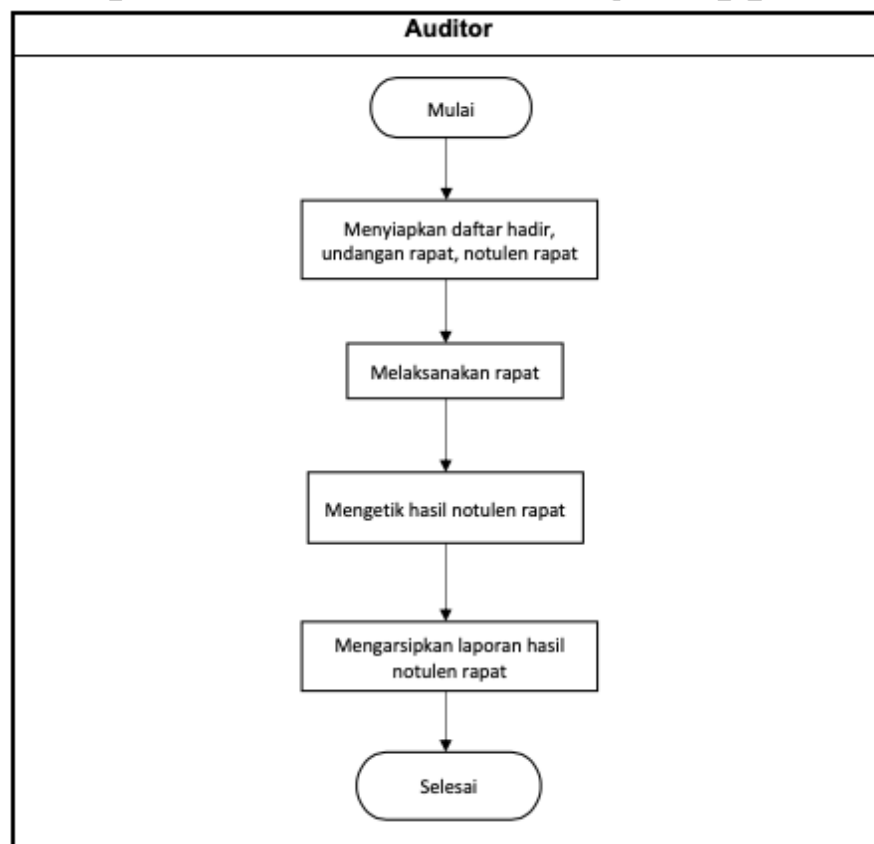 Auditor
Mulai
Menyiapkan daftar hadir,
undangan rapat, notulen rapat
Melaksanakan rapat
Mengetik hasil notulen rapat
Mengarsipkan laporan hasil
notulen rapat
Selesai